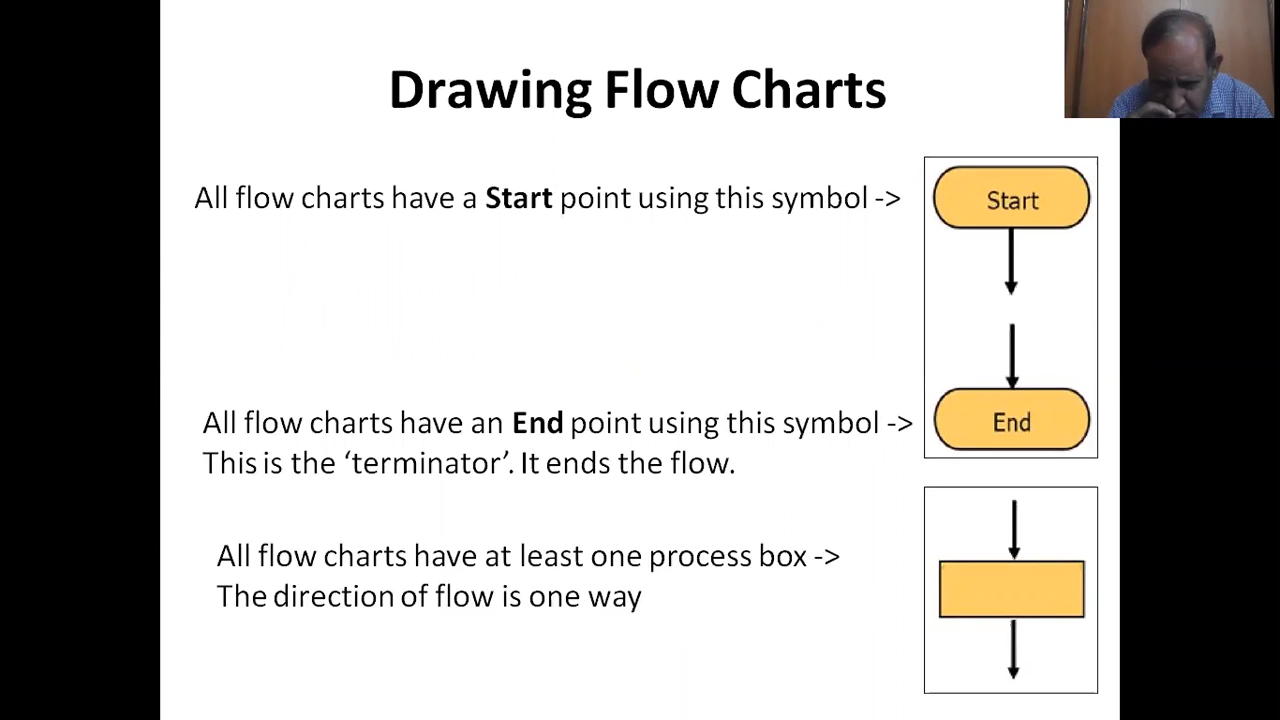 Drawing Flow Charts
All flow charts have a Start point using this symbol ->
Start
All flow charts have an End point using this symbol ->
This is the ‘terminator’. It ends the flow.
End
All flow charts have at least one process box ->
The direction of flow is one way